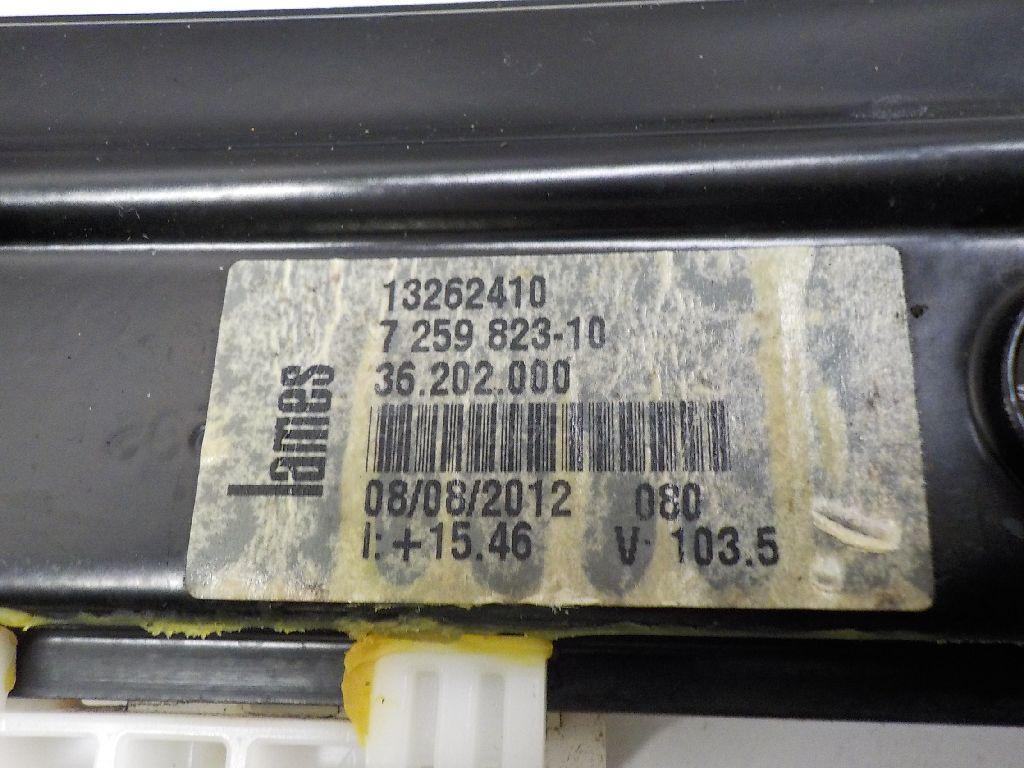 13262410
7 259 823-10
36.202.000
Lames
08/08/2012 080
I: +15.46 V: 103.5